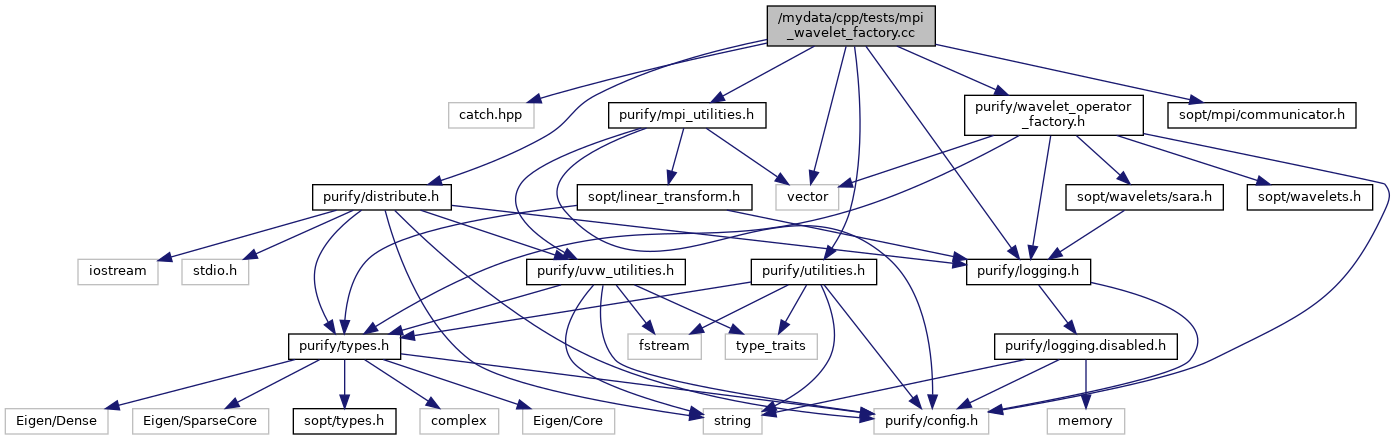 /mydata/cpp/tests/mpi
_wavelet_factory.cc
catch.hpp
purify/mpi_utilities.h
purify/wavelet_operator
_factory.h
sopt/mpi/communicator.h
purify/distribute.h
sopt/linear_transform.h
vector
sopt/wavelets/sara.h
sopt/wavelets.h
iostream
stdio.h
purify/uvw_utilities.h
purify/utilities.h
purify/logging.h
purify/types.h
fstream
type_traits
purify/logging.disabled.h
Eigen/Dense
Eigen/SparseCore
sopt/types.h
complex
Eigen/Core
string
purify/config.h
memory